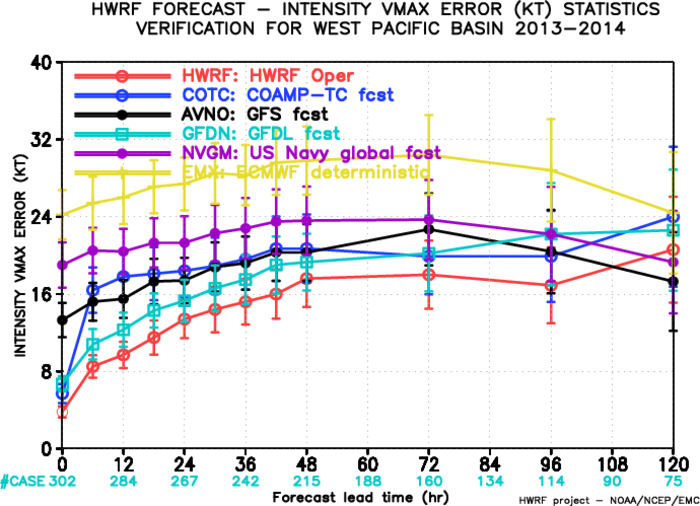 HWRF FORECAST – INTENSITY VMAX ERROR (KT) STATISTICS
VERIFICATION FOR WEST PACIFIC BASIN 2013–2014
HWRF: HWRF Oper
COTC: COAMP–TC fcst
AVNO: GFS fcst
GFDN: GFDL fcst
NVGM: US Navy global fcst
EMX: ECMWF deterministic
INTENSITY VMAX ERROR (KT)
40
32
24
16
8
0
0 12 24 36 48 60 72 84 96 108 120
#CASE 302 284 267 242 215 188 160 134 114 90 75
Forecast lead time (hr)
HWRF project – NOAA/NCEP/EMC